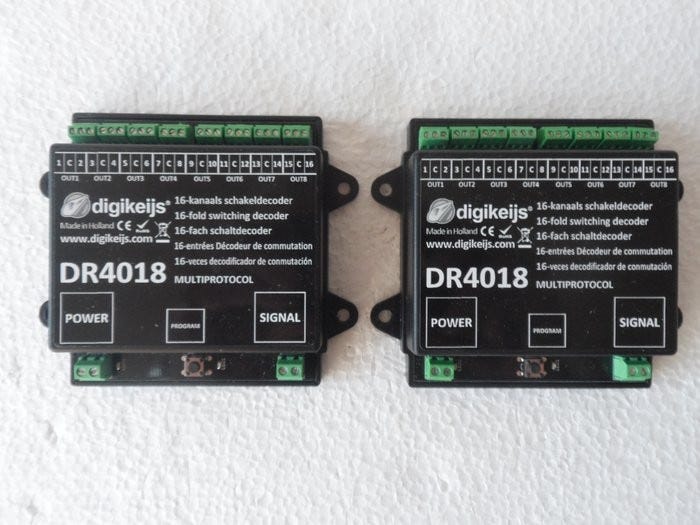 1 C 2 3 C 4 5 C 6 7 C 8 9 C 10 11 C 12 13 C 14 15 C 16
OUT1 OUT2 OUT3 OUT4 OUT5 OUT6 OUT7 OUT8
digikeijs®
Made in Holland CE
www.digikeijs.com
16-kanaals schakeldecoder
16-fold switching decoder
16-fach schaltdecoder
16-entrées Décodeur de commutation
16-veces decodificador de conmutación
DR4018 MULTIPROTOCOL
POWER
PROGRAM
SIGNAL
1 C 2 3 C 4 5 C 6 7 C 8 9 C 10 11 C 12 13 C 14 15 C 16
OUT1 OUT2 OUT3 OUT4 OUT5 OUT6 OUT7 OUT8
digikeijs®
Made in Holland CE
www.digikeijs.com
16-kanaals schakeldecoder
16-fold switching decoder
16-fach schaltdecoder
16-entrées Décodeur de commutation
16-veces decodificador de conmutación
DR4018 MULTIPROTOCOL
POWER
PROGRAM
SIGNAL